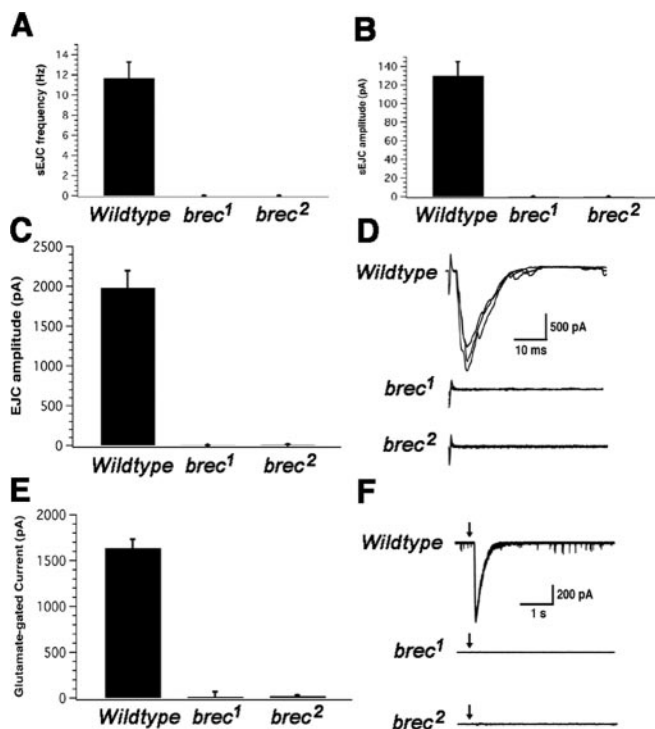 A
sEJC frequency (Hz)
14
12
10
8
6
4
2
0
Wildtype brec1 brec2
B
sEJC amplitude (pA)
140
120
100
80
60
40
20
0
Wildtype brec1 brec2
C
EJC amplitude (pA)
2500
2000
1500
1000
500
0
Wildtype brec1 brec2
D
Wildtype
500 pA
10 ms
brec1
brec2
E
Glutamate-gated Current (pA)
2000
1500
1000
500
0
Wildtype brec1 brec2
F
Wildtype
200 pA
1 s
brec1
brec2